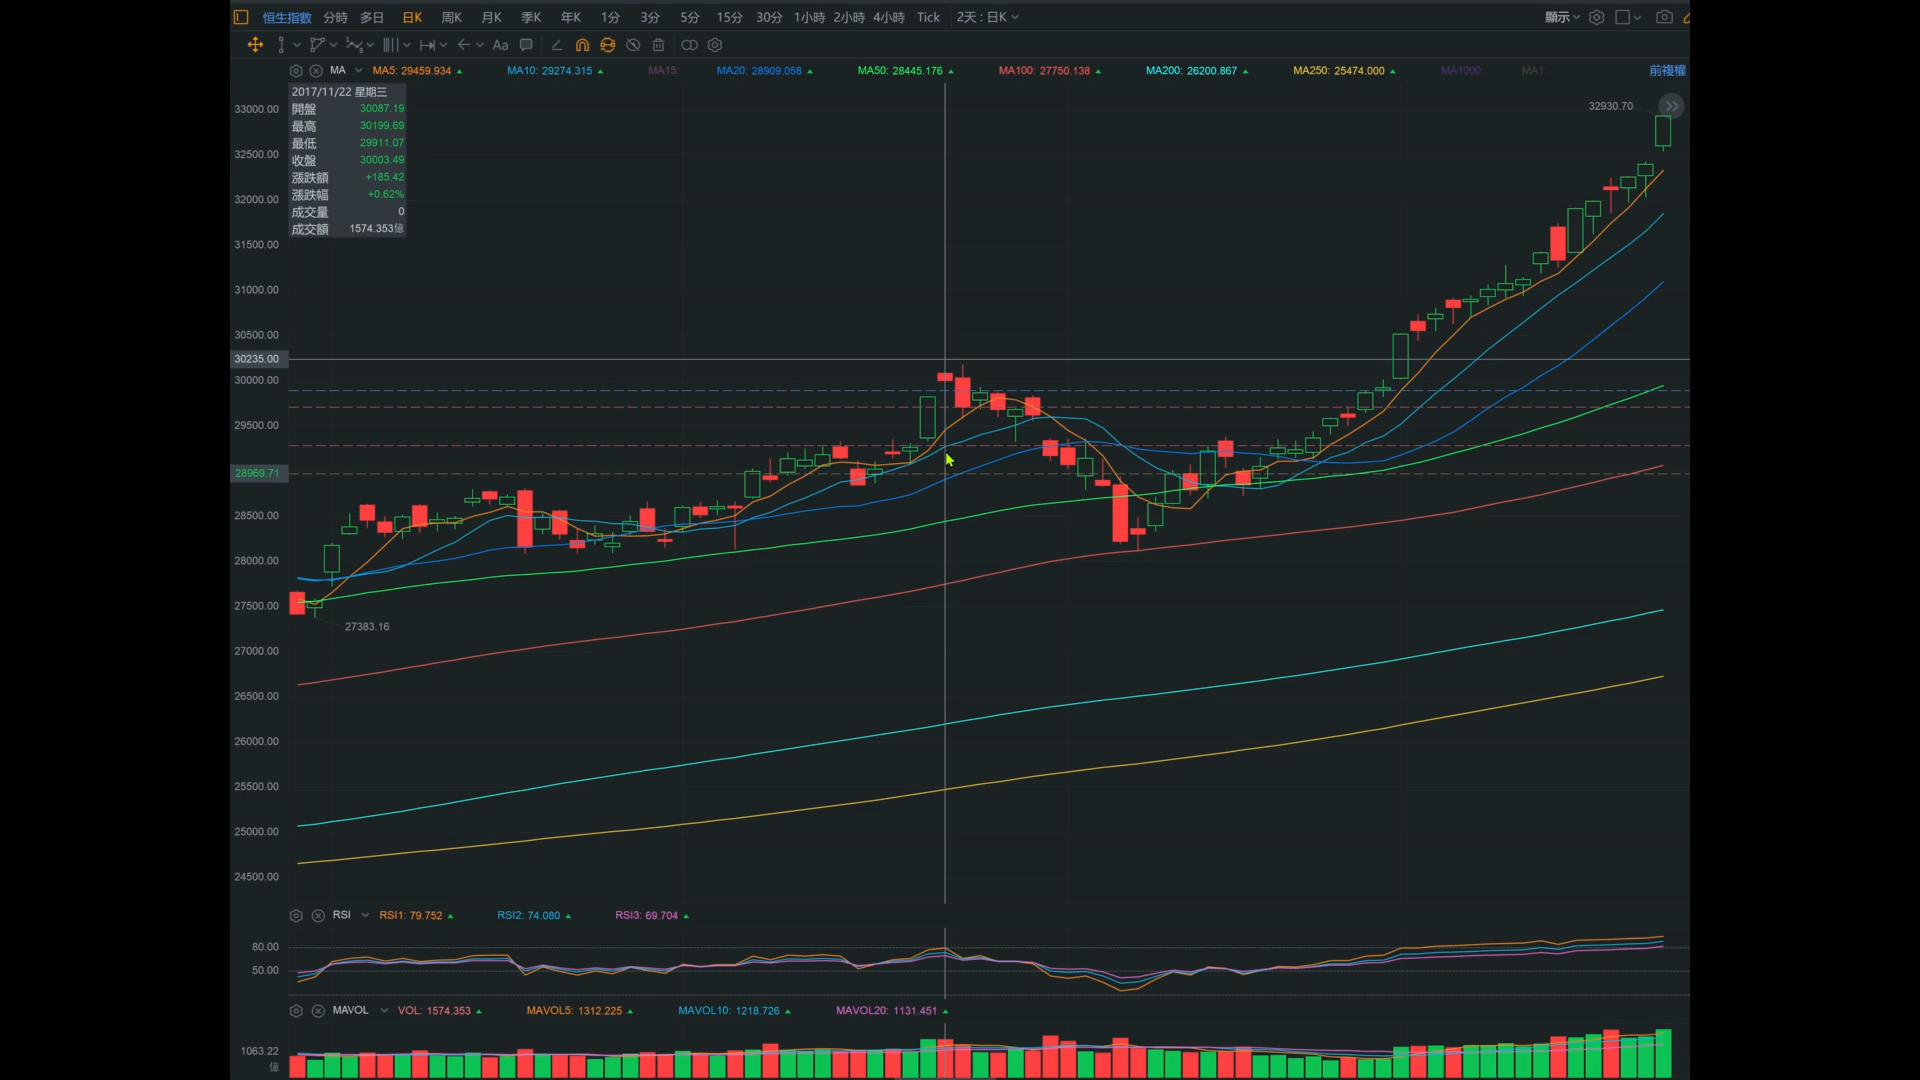 恒生指數 分時 多日 日K 周K 月K 季K 年K 1分 3分 5分 15分 30分 1小時 2小時 4小時 Tick 2天 : 日K 顯示
Aa
MA MA5: 29459.934 MA10: 29274.315 MA15: MA20: 28909.058 MA50: 28445.176 MA100: 27750.138 MA200: 26200.867 MA250: 25474.000 MA1000: MA1: 前複權
2017/11/22 星期三
開盤 30087.19
最高 30199.69
最低 29911.07
收盤 30003.49
漲跌額 +185.42
漲跌幅 +0.62%
成交量 0
成交額 1574.353億
32930.70
33000.00
32500.00
32000.00
31500.00
31000.00
30500.00
30235.00
30000.00
29500.00
28969.71
28500.00
28000.00
27500.00
27383.16
27000.00
26500.00
26000.00
25500.00
25000.00
24500.00
RSI RSI1: 79.752 RSI2: 74.080 RSI3: 69.704
80.00
50.00
MAVOL VOL: 1574.353 MAVOL5: 1312.225 MAVOL10: 1218.726 MAVOL20: 1131.451
1063.22
億